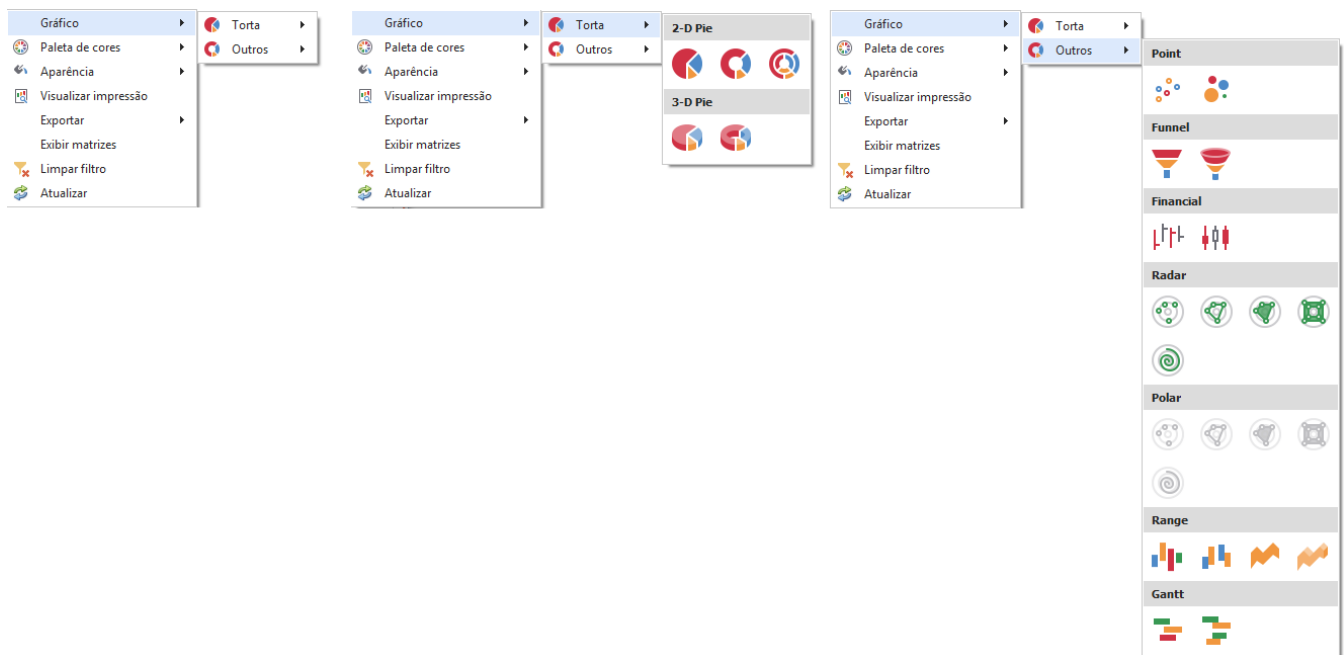 Gráfico
Paleta de cores
Aparência
Visualizar impressão
Exportar
Exibir matrizes
Limpar filtro
Atualizar
Torta
Outros
Gráfico
Paleta de cores
Aparência
Visualizar impressão
Exportar
Exibir matrizes
Limpar filtro
Atualizar
Torta
Outros
2-D Pie
3-D Pie
Gráfico
Paleta de cores
Aparência
Visualizar impressão
Exportar
Exibir matrizes
Limpar filtro
Atualizar
Torta
Outros
Point
Funnel
Financial
Radar
Polar
Range
Gantt